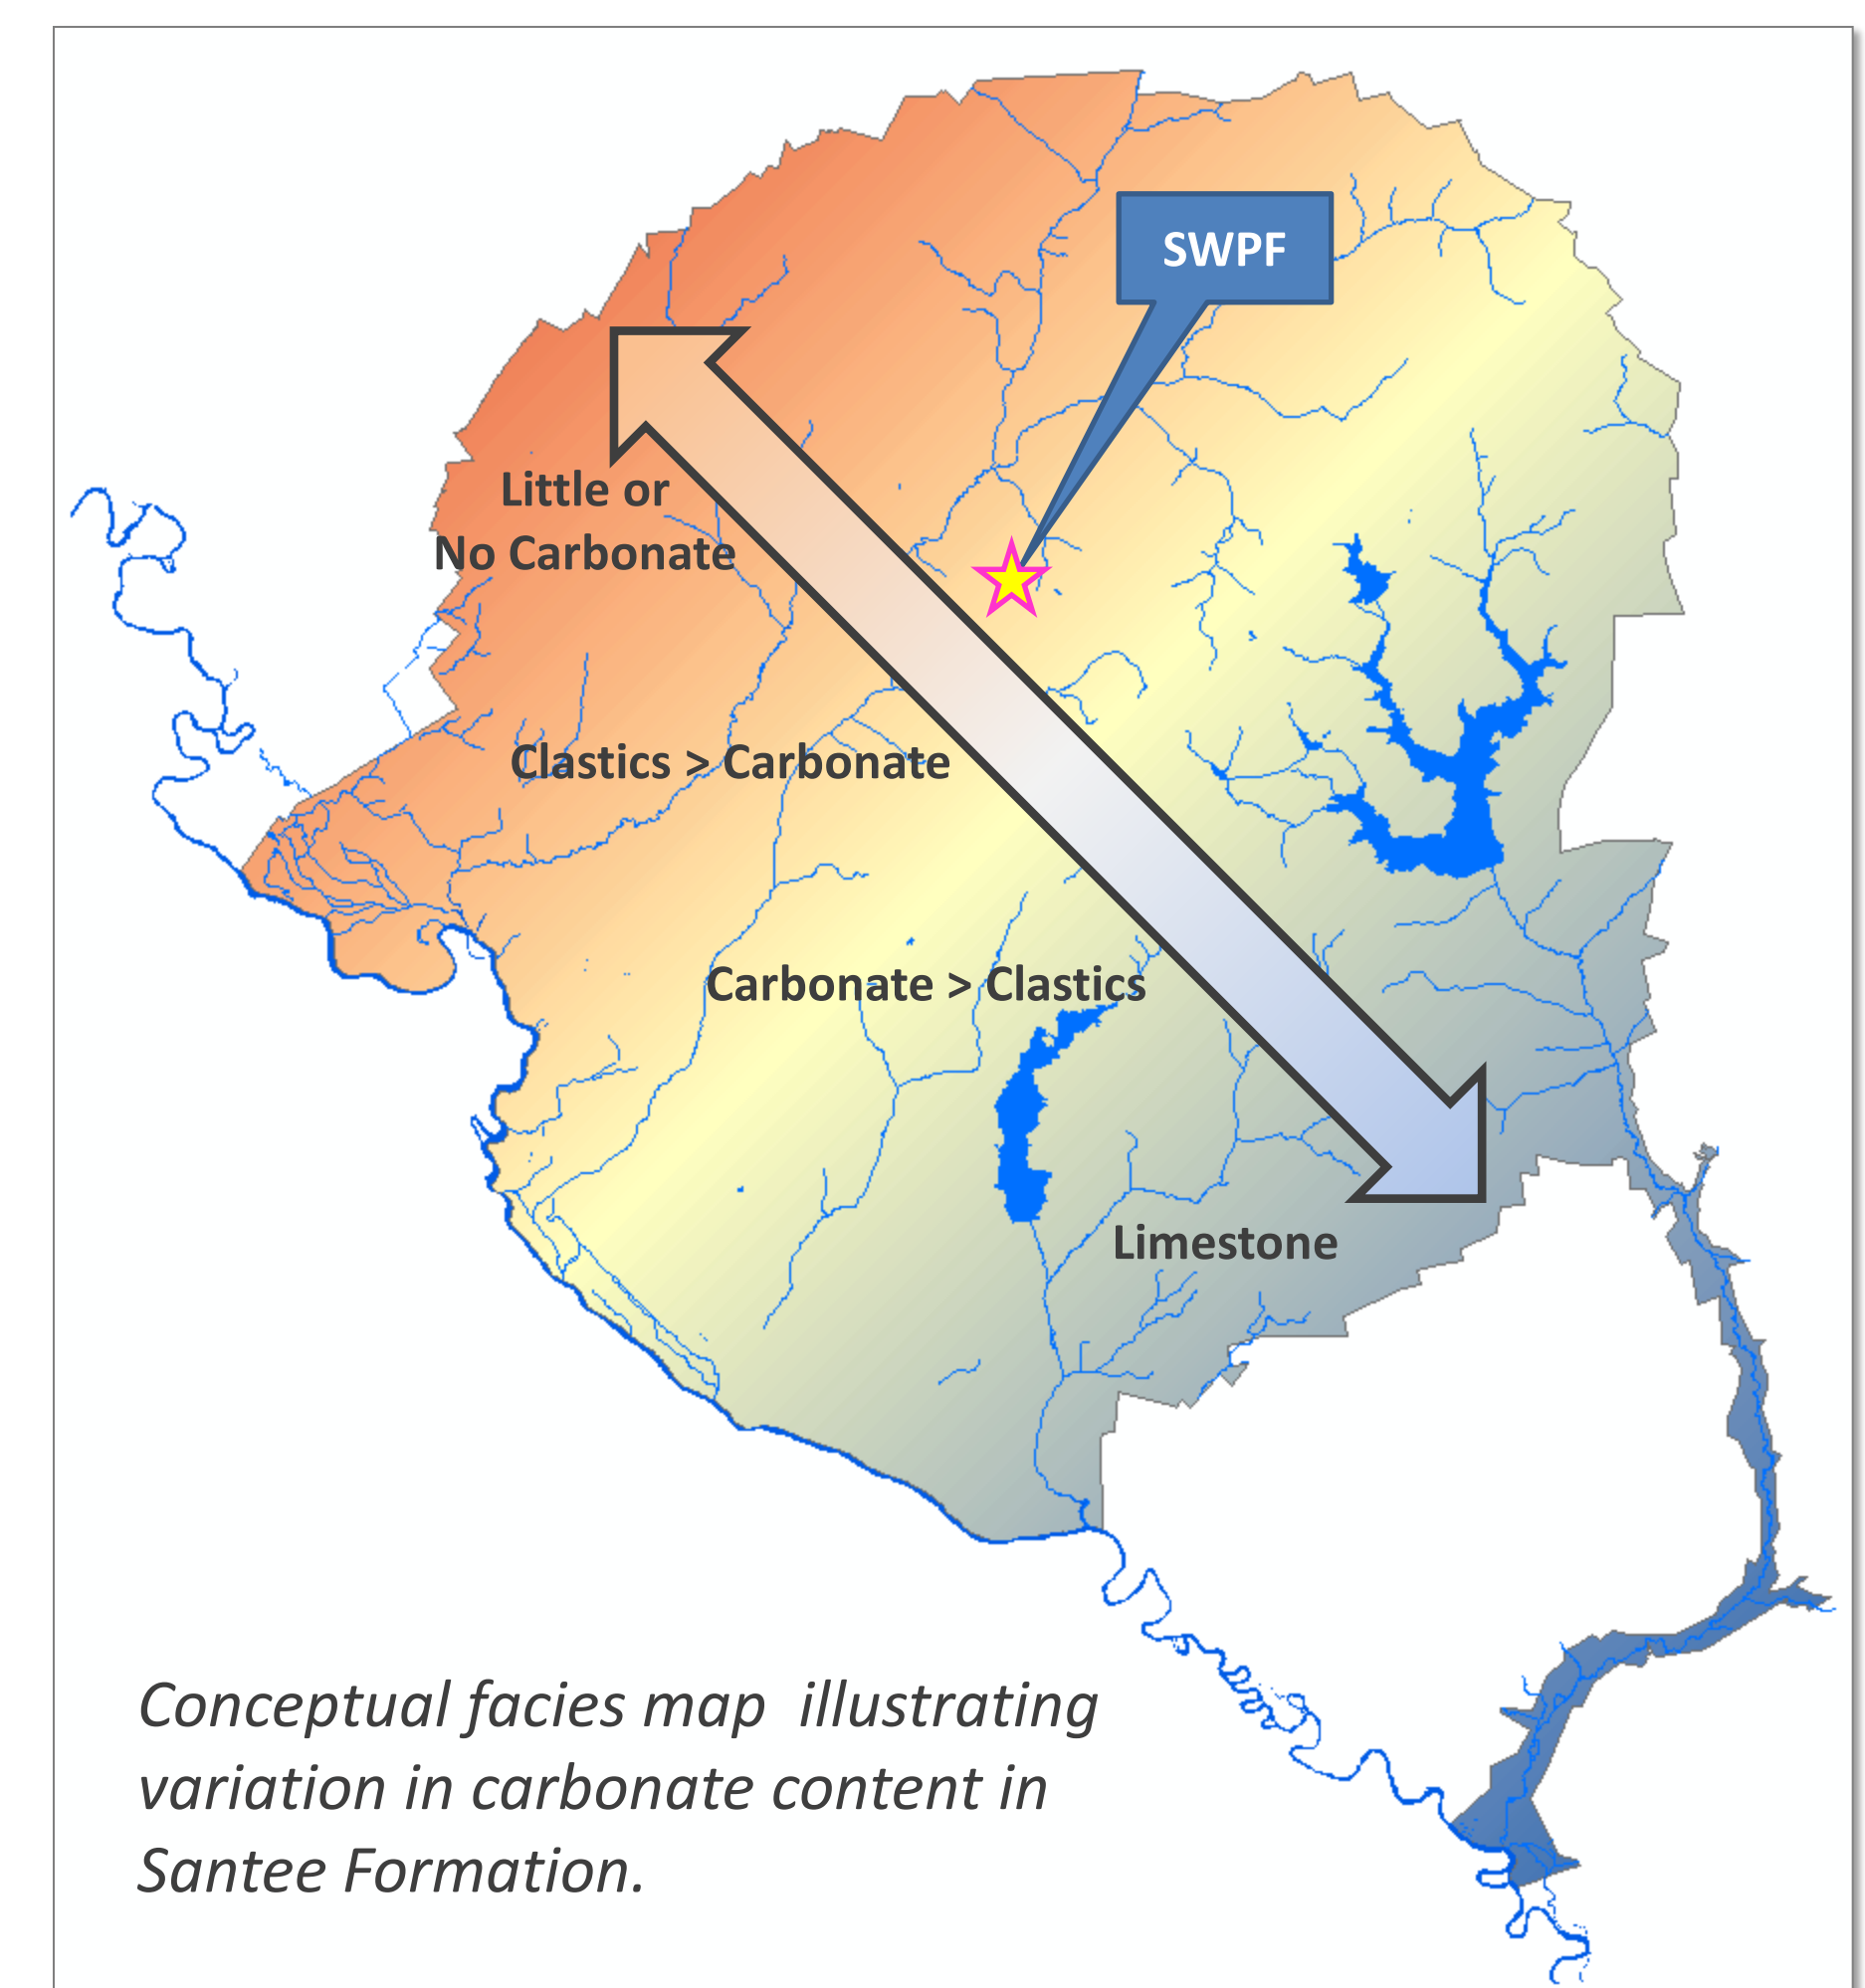 SWPF
Little or
No Carbonate
Clastics > Carbonate
Carbonate > Clastics
Limestone
Conceptual facies map illustrating
variation in carbonate content in
Santee Formation.